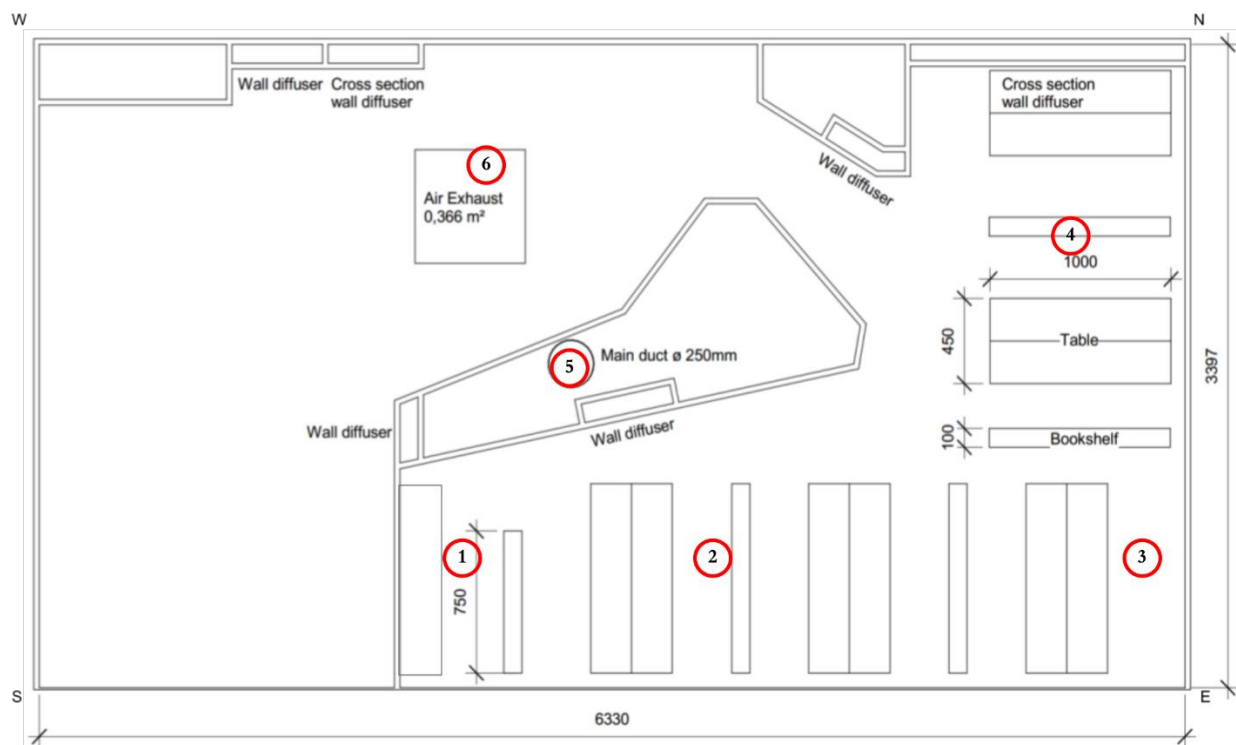 W
N
Wall diffuser
Cross section
wall diffuser
Cross section
wall diffuser
6
Wall diffuser
Air Exhaust
0,366 m²
4
1000
5
Main duct ø 250mm
450
Table
3397
Wall diffuser
Wall diffuser
100
Bookshelf
1
2
3
750
S
E
6330